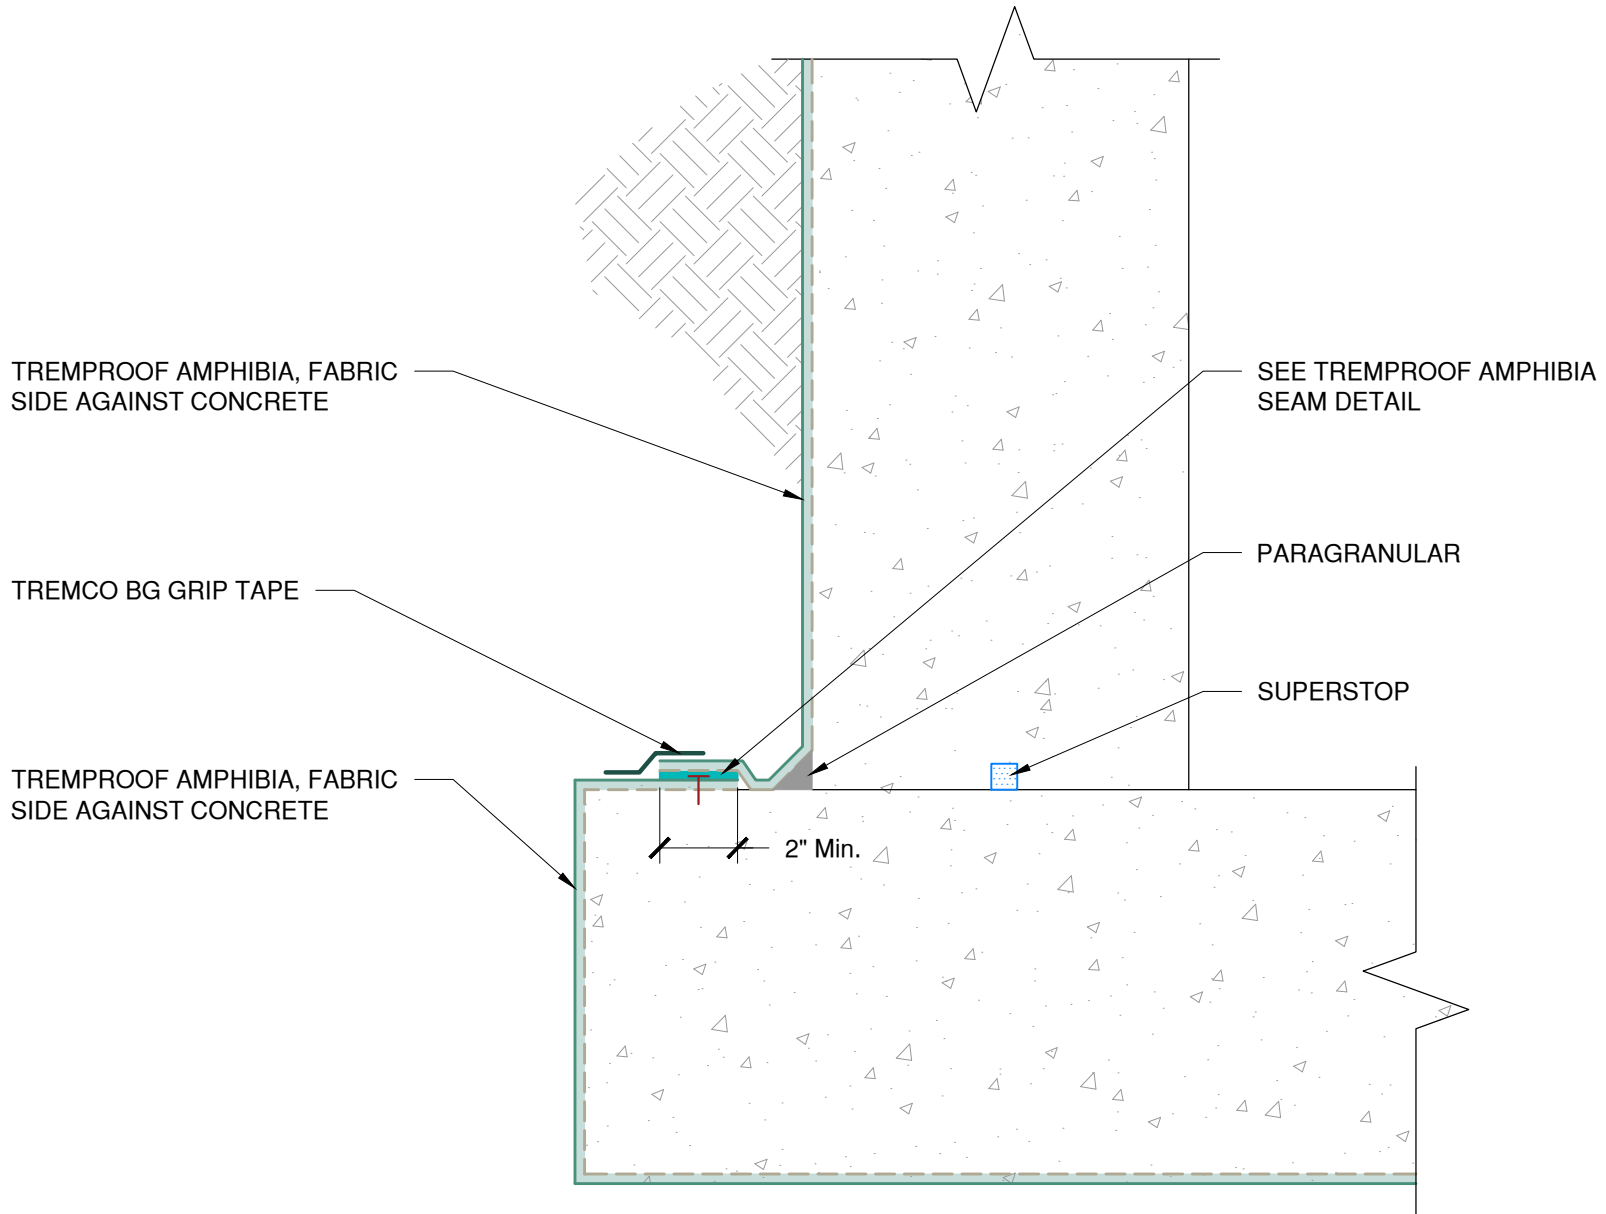 TREMPROOF AMPHIBIA, FABRIC
SIDE AGAINST CONCRETE
TREMCO BG GRIP TAPE
TREMPROOF AMPHIBIA, FABRIC
SIDE AGAINST CONCRETE
2" Min.
SEE TREMPROOF AMPHIBIA
SEAM DETAIL
PARAGRANULAR
SUPERSTOP